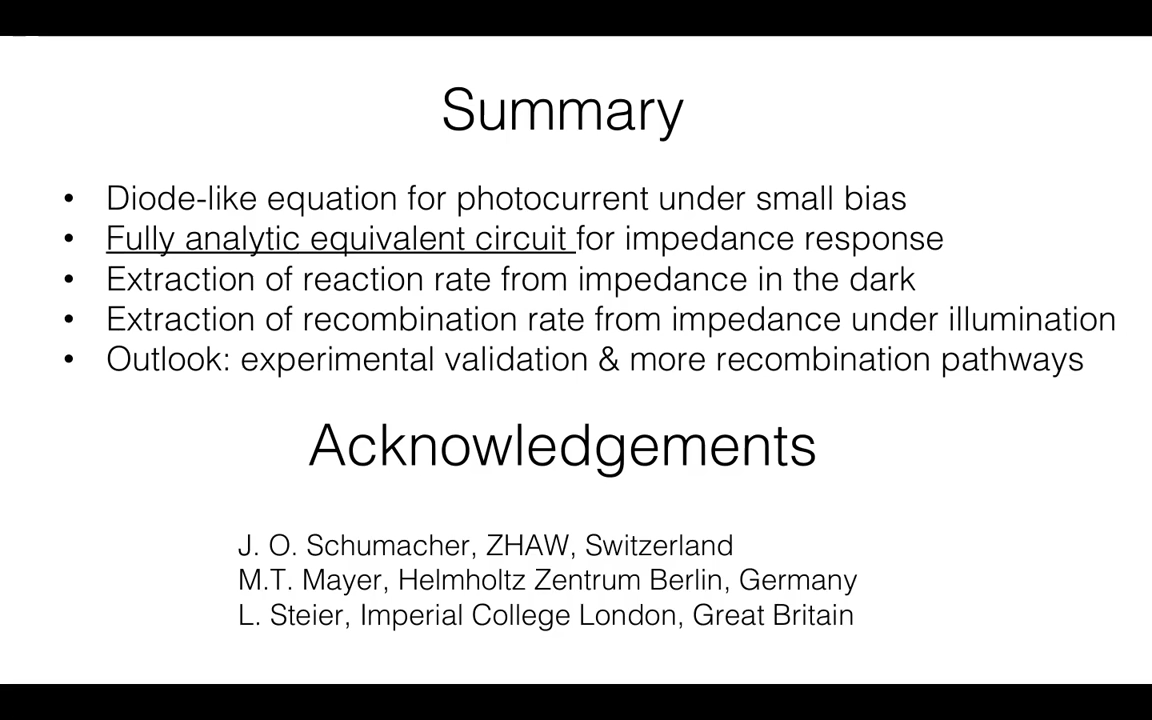 Summary
• Diode-like equation for photocurrent under small bias
• Fully analytic equivalent circuit for impedance response
• Extraction of reaction rate from impedance in the dark
• Extraction of recombination rate from impedance under illumination
• Outlook: experimental validation & more recombination pathways
Acknowledgements
J. O. Schumacher, ZHAW, Switzerland
M.T. Mayer, Helmholtz Zentrum Berlin, Germany
L. Steier, Imperial College London, Great Britain